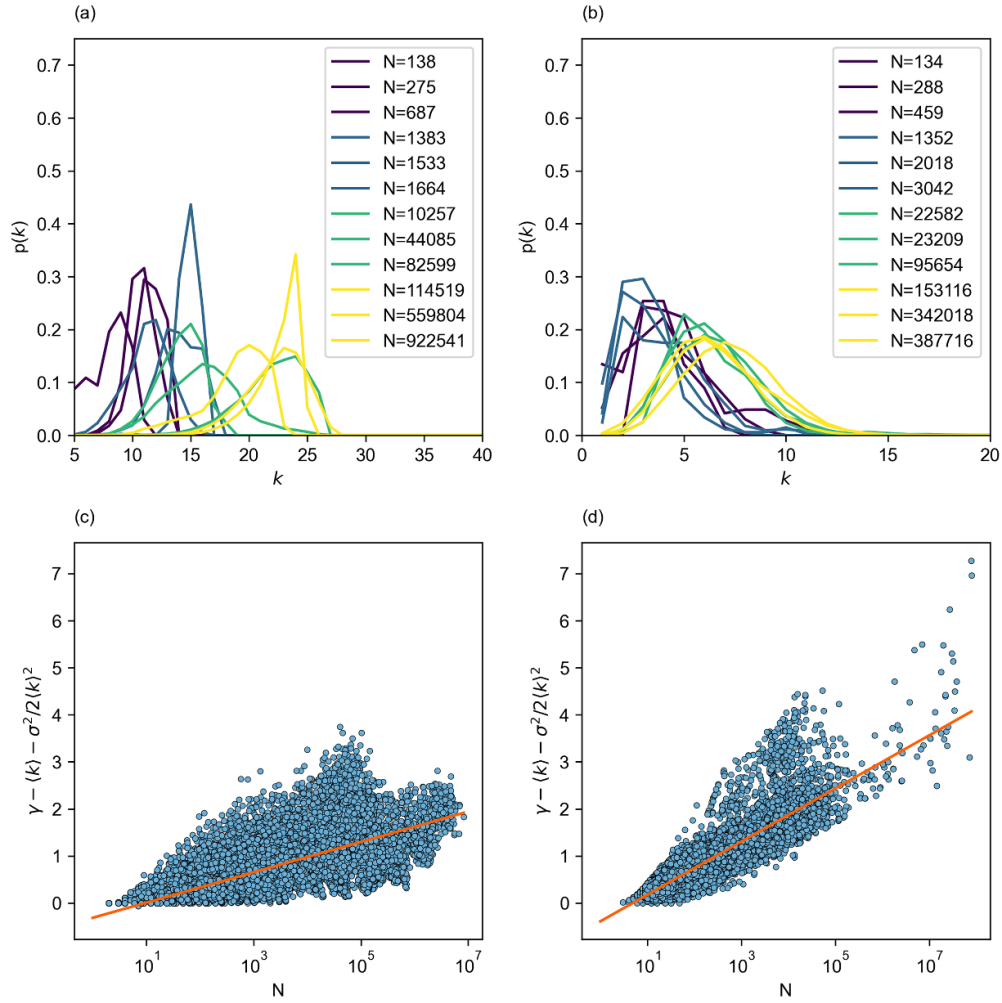 (a)
0.7
0.6
0.5
0.4
0.3
0.2
0.1
0.0
p(k)
5 10 15 20 25 30 35 40
k
N=138
N=275
N=687
N=1383
N=1533
N=1664
N=10257
N=44085
N=82599
N=114519
N=559804
N=922541
(b)
0.7
0.6
0.5
0.4
0.3
0.2
0.1
0.0
p(k)
0 5 10 15 20
k
N=134
N=288
N=459
N=1352
N=2018
N=3042
N=22582
N=23209
N=95654
N=153116
N=342018
N=387716
(c)
7
6
5
4
3
2
1
0
γ − ⟨k⟩ − σ²/2⟨k⟩²
10¹ 10³ 10⁵ 10⁷
N
(d)
7
6
5
4
3
2
1
0
γ − ⟨k⟩ − σ²/2⟨k⟩²
10¹ 10³ 10⁵ 10⁷
N